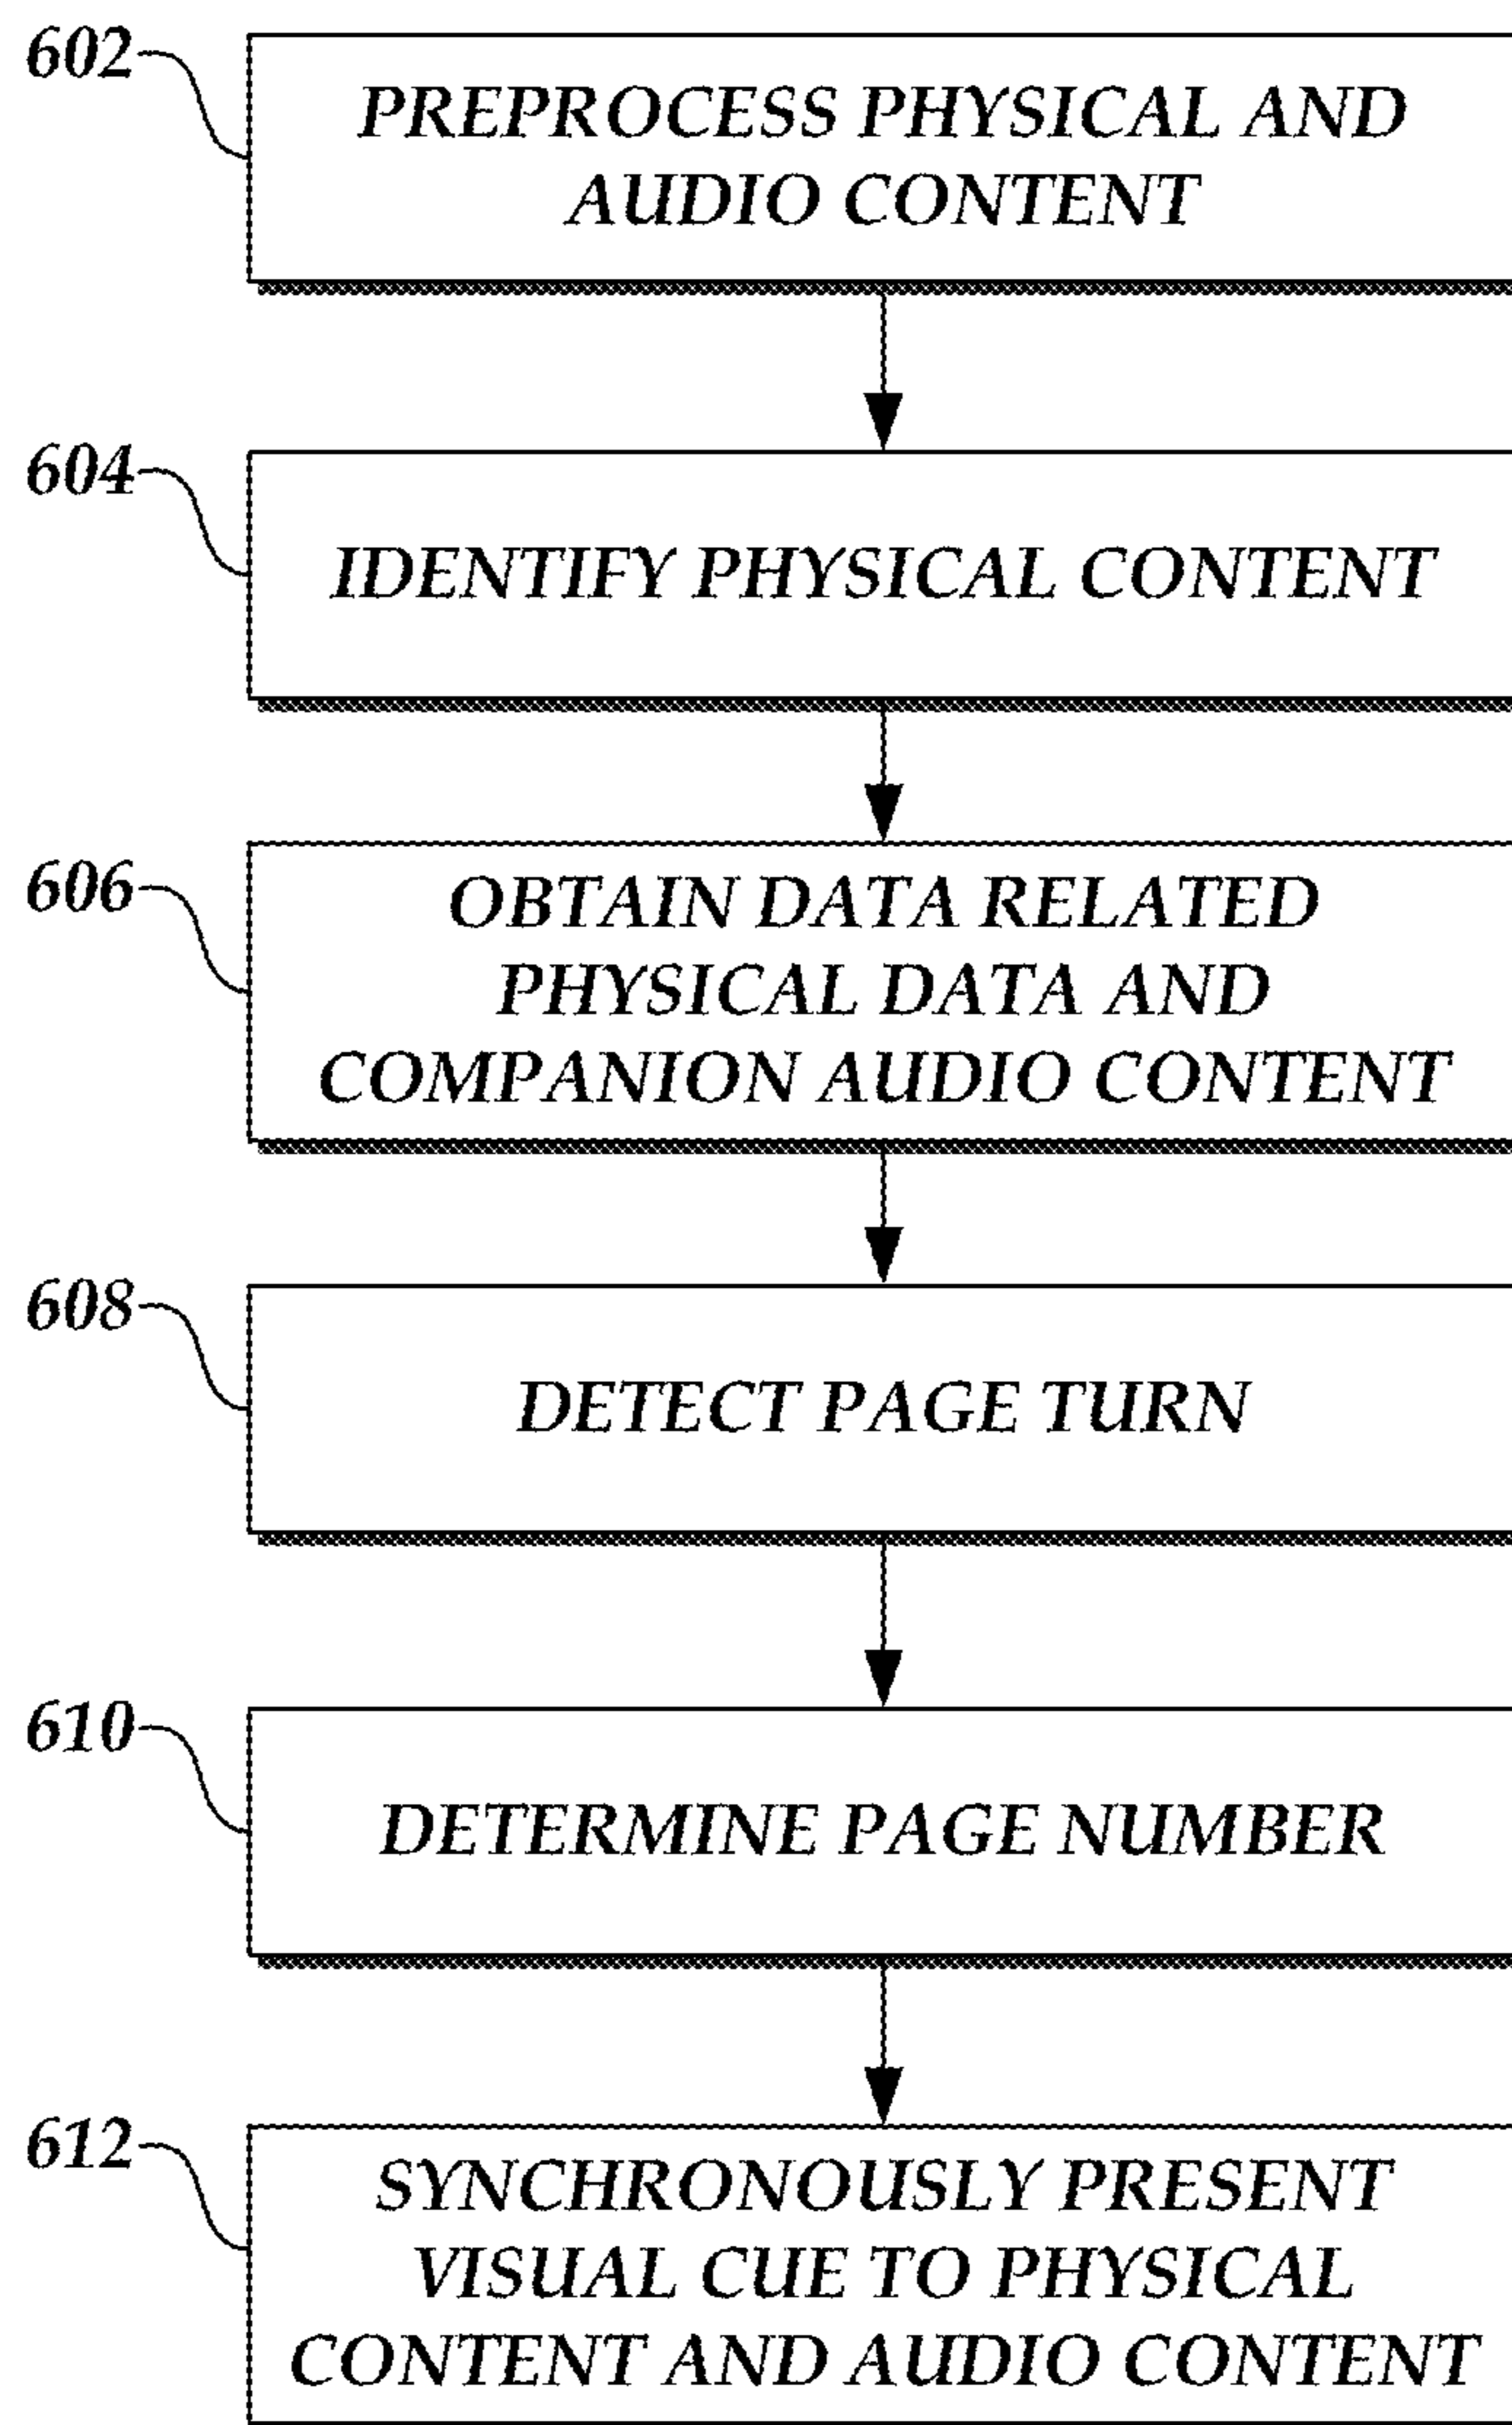 602
PREPROCESS PHYSICAL AND
AUDIO CONTENT
604
IDENTIFY PHYSICAL CONTENT
606
OBTAIN DATA RELATED
PHYSICAL DATA AND
COMPANION AUDIO CONTENT
608
DETECT PAGE TURN
610
DETERMINE PAGE NUMBER
612
SYNCHRONOUSLY PRESENT
VISUAL CUE TO PHYSICAL
CONTENT AND AUDIO CONTENT